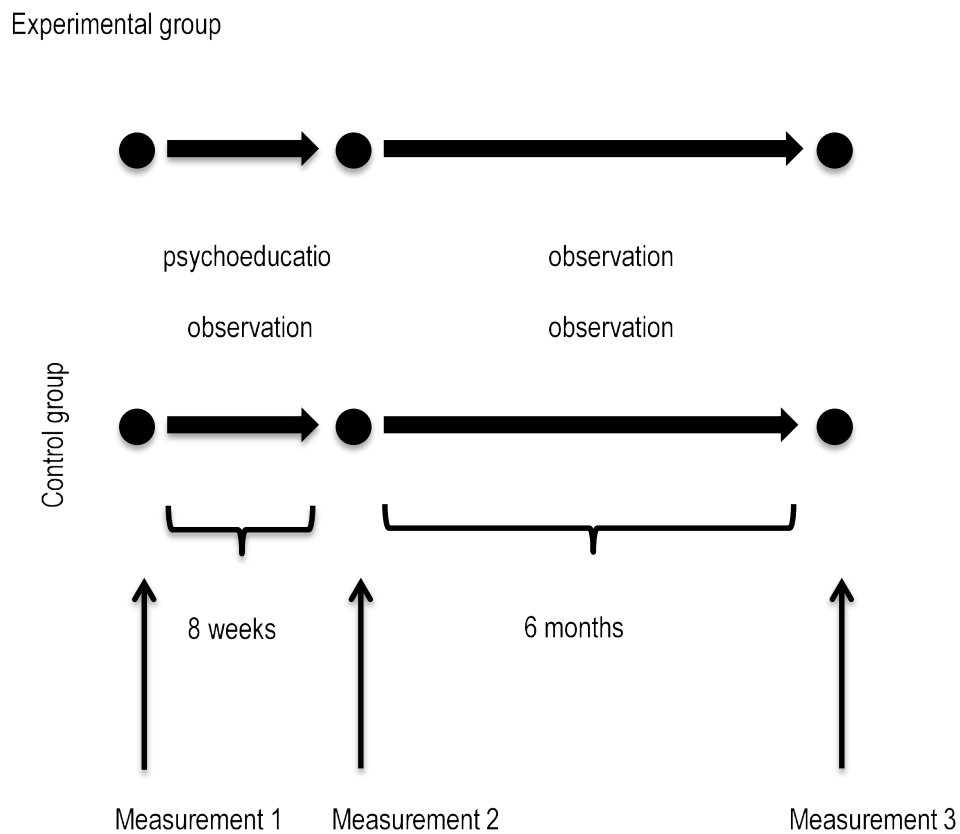 Experimental group
psychoeducatio
observation
observation
observation
Control group
8 weeks
6 months
Measurement 1
Measurement 2
Measurement 3